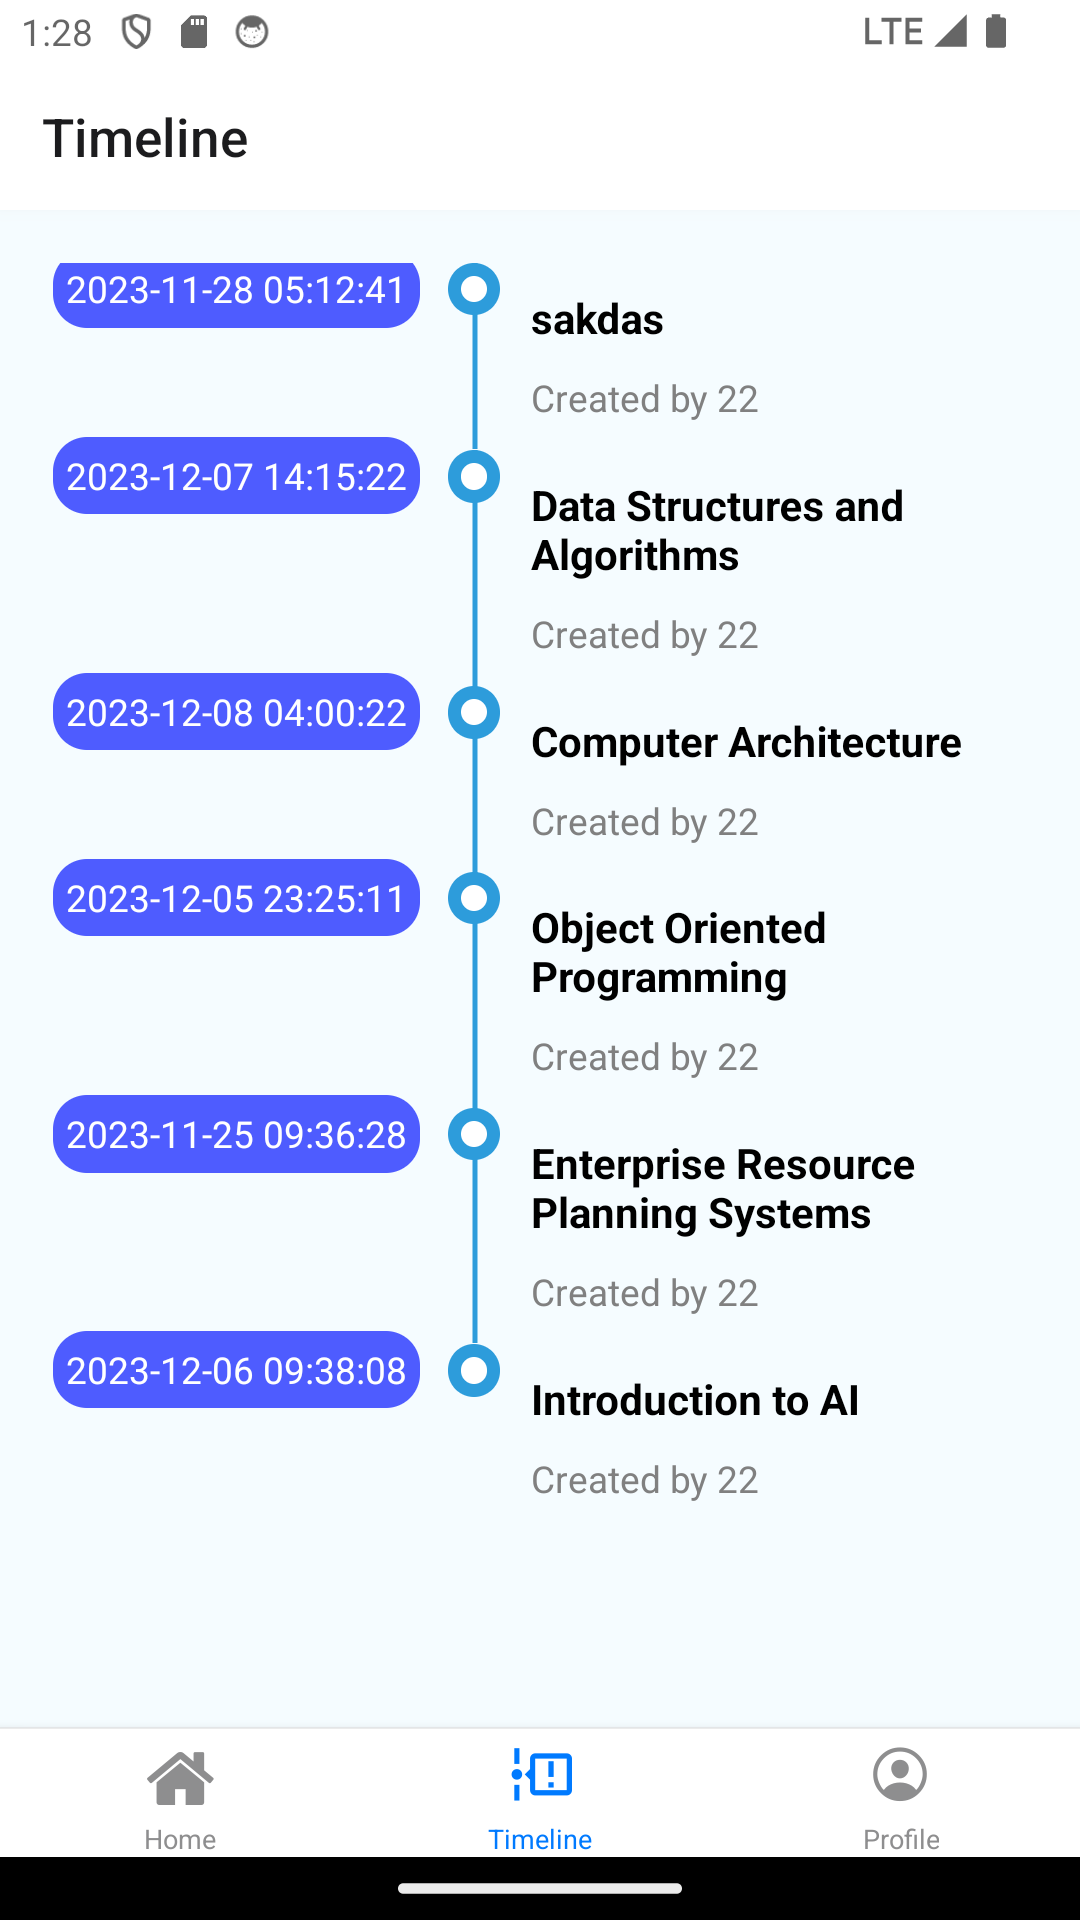 1:28
LTE
Timeline
2023-11-28 05:12:41
sakdas
Created by 22
2023-12-07 14:15:22
Data Structures and
Algorithms
Created by 22
2023-12-08 04:00:22
Computer Architecture
Created by 22
2023-12-05 23:25:11
Object Oriented
Programming
Created by 22
2023-11-25 09:36:28
Enterprise Resource
Planning Systems
Created by 22
2023-12-06 09:38:08
Introduction to AI
Created by 22
Home
Timeline
Profile